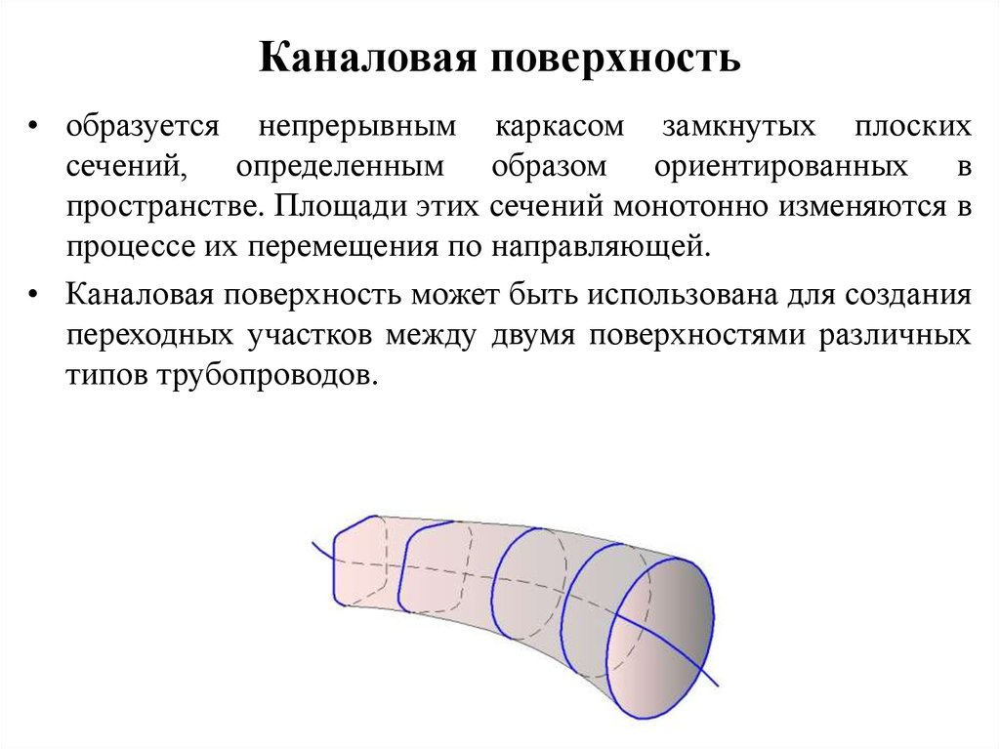 Каналовая поверхность
• образуется непрерывным каркасом замкнутых плоских
сечений, определенным образом ориентированных в
пространстве. Площади этих сечений монотонно изменяются в
процессе их перемещения по направляющей.
• Каналовая поверхность может быть использована для создания
переходных участков между двумя поверхностями различных
типов трубопроводов.